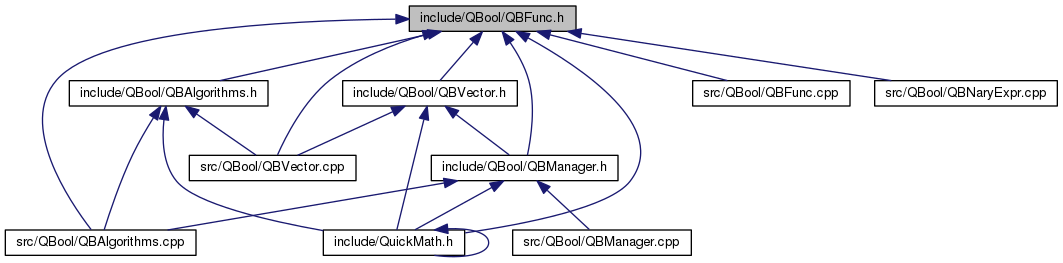 include/QBool/QBFunc.h
include/QBool/QBAlgorithms.h
include/QBool/QBVector.h
src/QBool/QBFunc.cpp
src/QBool/QBNaryExpr.cpp
src/QBool/QBVector.cpp
include/QBool/QBManager.h
src/QBool/QBAlgorithms.cpp
include/QuickMath.h
src/QBool/QBManager.cpp